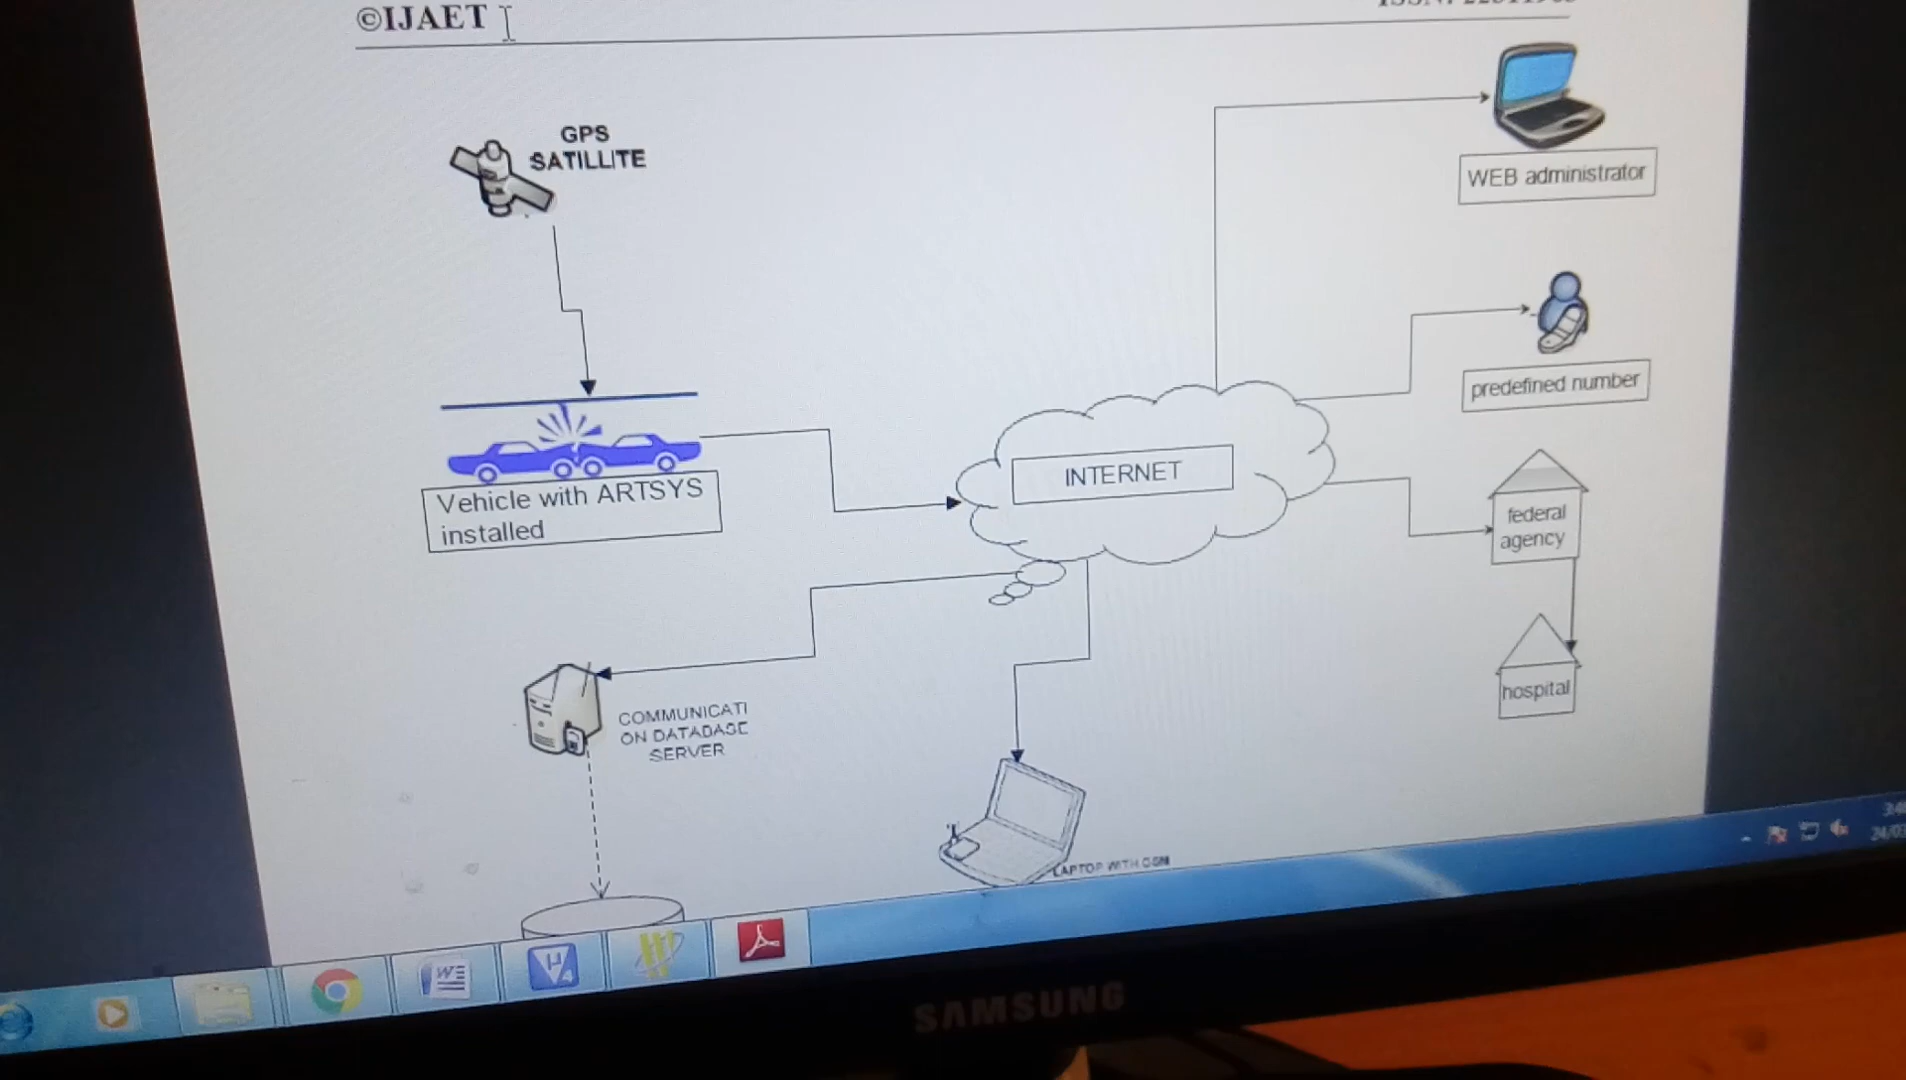 ©IJAET
GPS
SATILLITE
WEB administrator
predefined number
INTERNET
Vehicle with ARTSYS
installed
federal
agency
hospital
COMMUNICATI
ON DATABASE
SERVER
LAPTOP WITH GSM
SAMSUNG